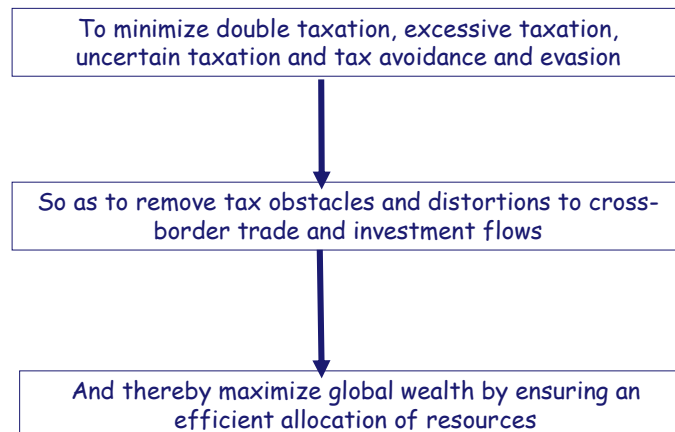 To minimize double taxation, excessive taxation,
uncertain taxation and tax avoidance and evasion
So as to remove tax obstacles and distortions to cross-
border trade and investment flows
And thereby maximize global wealth by ensuring an
efficient allocation of resources